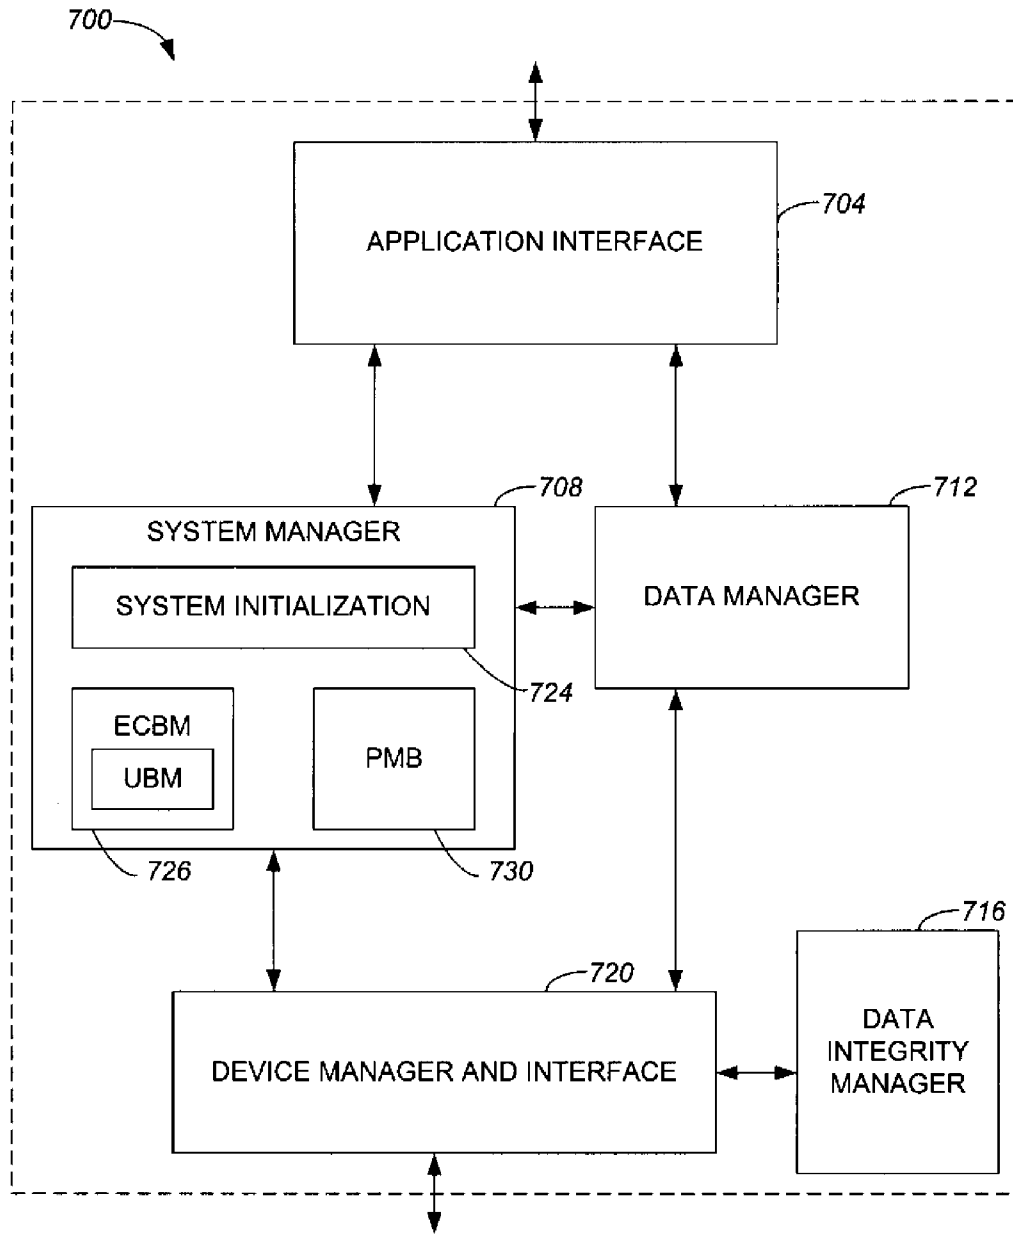 700
704
APPLICATION INTERFACE
708
712
SYSTEM MANAGER
SYSTEM INITIALIZATION
DATA MANAGER
724
ECBM
UBM
PMB
726
730
716
720
DATA
INTEGRITY
MANAGER
DEVICE MANAGER AND INTERFACE